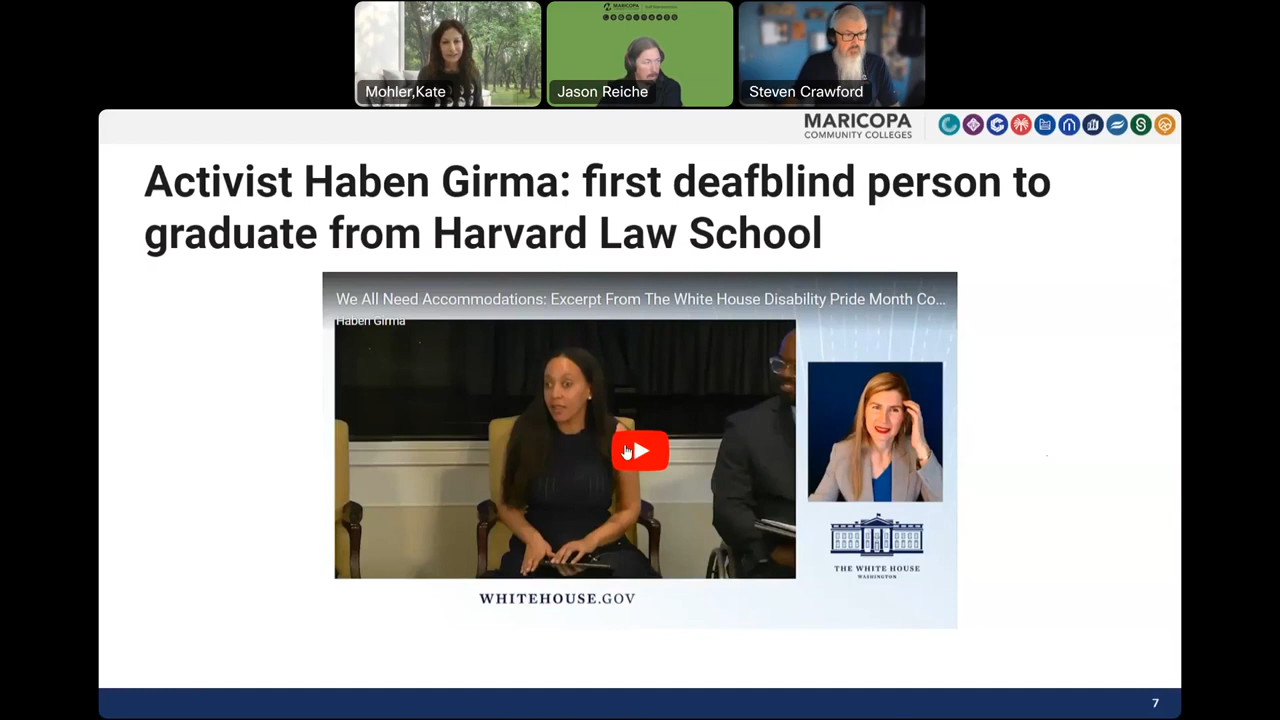 MARICOPA
Mohler,Kate
Jason Reiche
Steven Crawford
MARICOPA
COMMUNITY COLLEGES
Activist Haben Girma: first deafblind person to
graduate from Harvard Law School
We All Need Accommodations: Excerpt From The White House Disability Pride Month Co...
Haben Girma
THE WHITE HOUSE
WASHINGTON
WHITEHOUSE.GOV
7